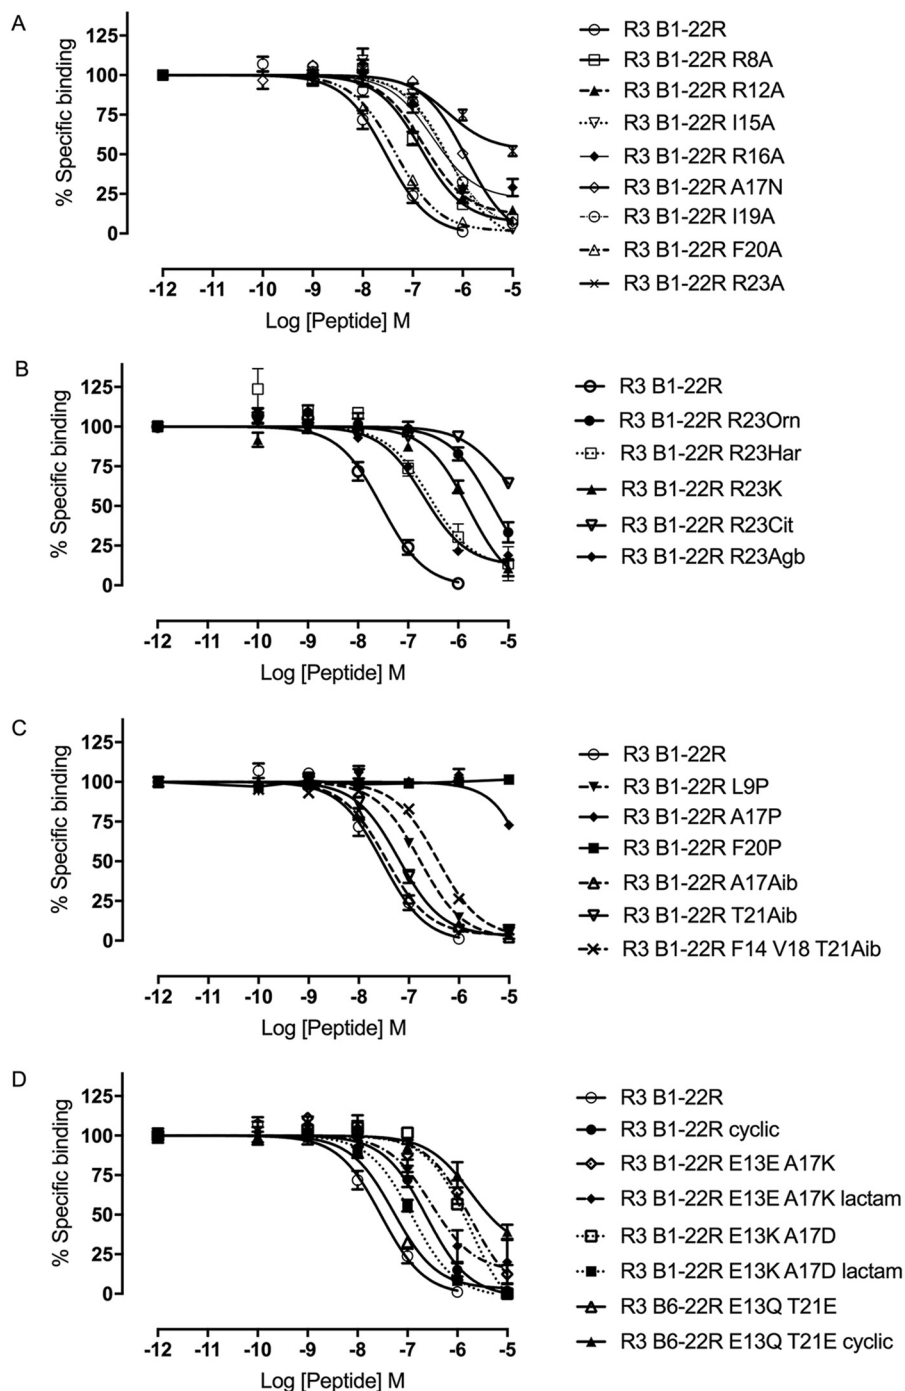 A
% Specific binding
125
100
75
50
25
0
-12 -11 -10 -9 -8 -7 -6 -5
Log [Peptide] M
R3 B1-22R
R3 B1-22R R8A
R3 B1-22R R12A
R3 B1-22R I15A
R3 B1-22R R16A
R3 B1-22R A17N
R3 B1-22R I19A
R3 B1-22R F20A
R3 B1-22R R23A
B
% Specific binding
125
100
75
50
25
0
-12 -11 -10 -9 -8 -7 -6 -5
Log [Peptide] M
R3 B1-22R
R3 B1-22R R23Orn
R3 B1-22R R23Har
R3 B1-22R R23K
R3 B1-22R R23Cit
R3 B1-22R R23Agb
C
% Specific binding
125
100
75
50
25
0
-12 -11 -10 -9 -8 -7 -6 -5
Log [Peptide] M
R3 B1-22R
R3 B1-22R L9P
R3 B1-22R A17P
R3 B1-22R F20P
R3 B1-22R A17Aib
R3 B1-22R T21Aib
R3 B1-22R F14 V18 T21Aib
D
% Specific binding
125
100
75
50
25
0
-12 -11 -10 -9 -8 -7 -6 -5
Log [Peptide] M
R3 B1-22R
R3 B1-22R cyclic
R3 B1-22R E13E A17K
R3 B1-22R E13E A17K lactam
R3 B1-22R E13K A17D
R3 B1-22R E13K A17D lactam
R3 B6-22R E13Q T21E
R3 B6-22R E13Q T21E cyclic